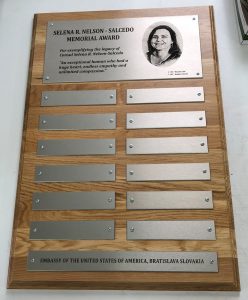 SELENA R. NELSON - SALCEDO
MEMORIAL AWARD
For exemplifying the legacy of
Consul Selena R. Nelson-Salcedo
"An exceptional human who had a
huge heart, endless empathy and
unlimited compassion."
EMBASSY OF THE UNITED STATES OF AMERICA, BRATISLAVA SLOVAKIA